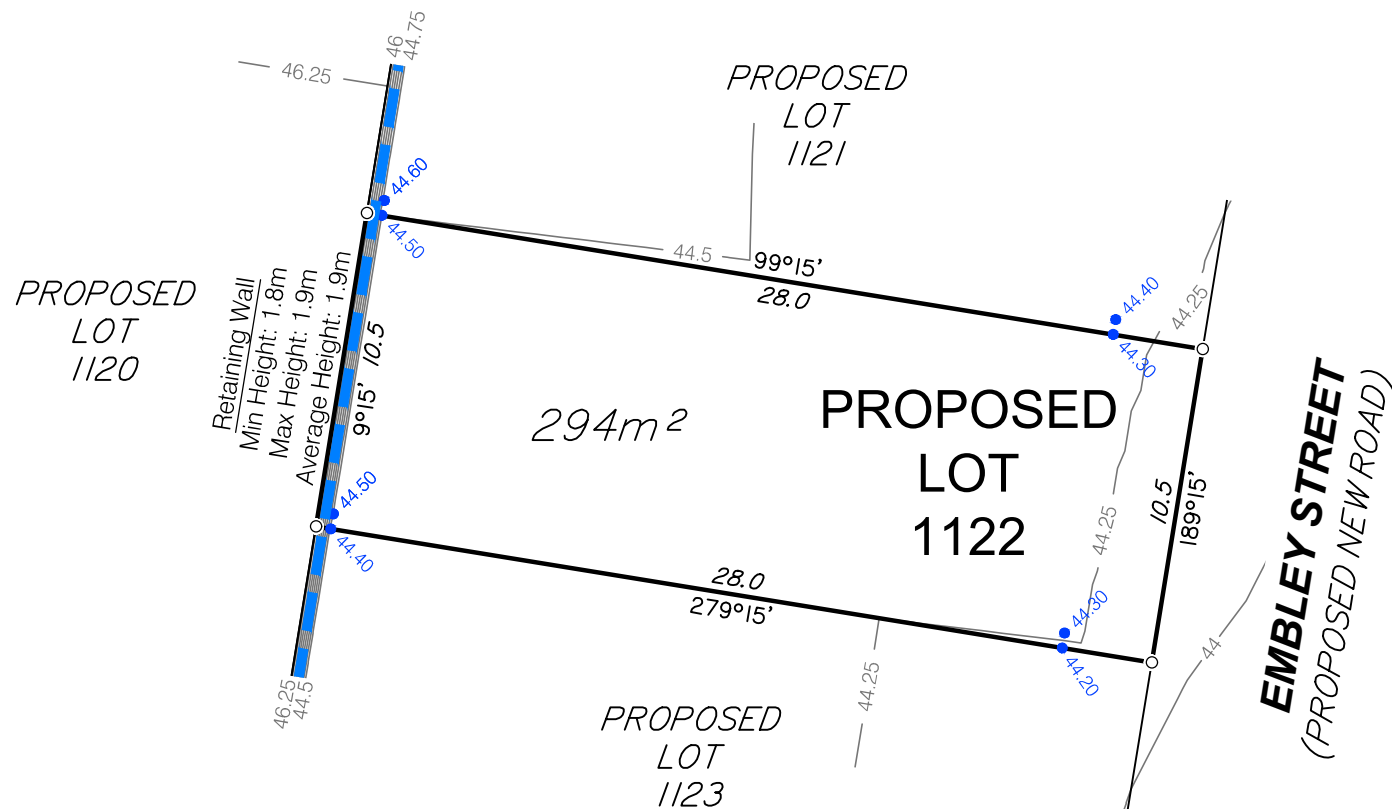 46
44.75
46.25
PROPOSED
LOT
1121
44.60
44.50
44.5
99°15'
28.0
44.40
44.30
44.25
PROPOSED
LOT
1120
Retaining Wall
Min Height: 1.8m
Max Height: 1.9m
Average Height: 1.9m
9°15'
10.5
294m²
PROPOSED
LOT
1122
44.25
10.5
189°15'
EMBLEY STREET
(PROPOSED NEW ROAD)
44.50
44.40
28.0
279°15'
44.30
44.20
44
44.25
46.25
44.5
PROPOSED
LOT
1123